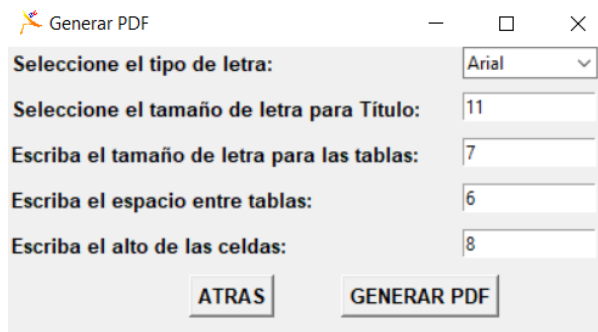 Generar PDF
Seleccione el tipo de letra: Arial
Seleccione el tamaño de letra para Título: 11
Escriba el tamaño de letra para las tablas: 7
Escriba el espacio entre tablas: 6
Escriba el alto de las celdas: 8
ATRAS GENERAR PDF